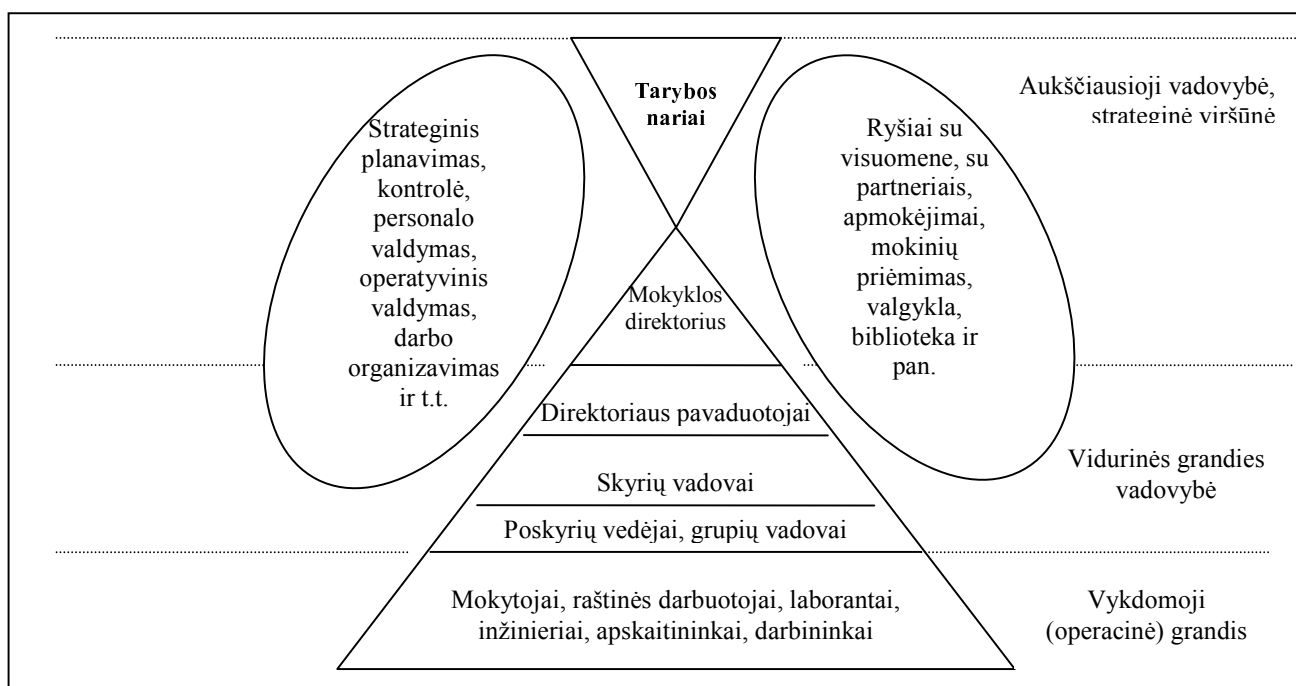 Tarybos
nariai
Aukščiausioji vadovybė,
strateginė viršūnė
Strateginis
planavimas,
kontrolė,
personalo
valdymas,
operatyvinis
valdymas,
darbo
organizavimas
ir t.t.
Ryšiai su
visuomene, su
partneriais,
apmokėjimai,
mokinių
priėmimas,
valgykla,
biblioteka ir
pan.
Mokyklos
direktorius
Direktoriaus pavaduotojai
Skyrių vadovai
Poskyrių vedėjai, grupių vadovai
Vidurinės grandies
vadovybė
Mokytojai, raštinės darbuotojai, laborantai,
inžinieriai, apskaitininkai, darbininkai
Vykdomoji
(operacinė) grandis